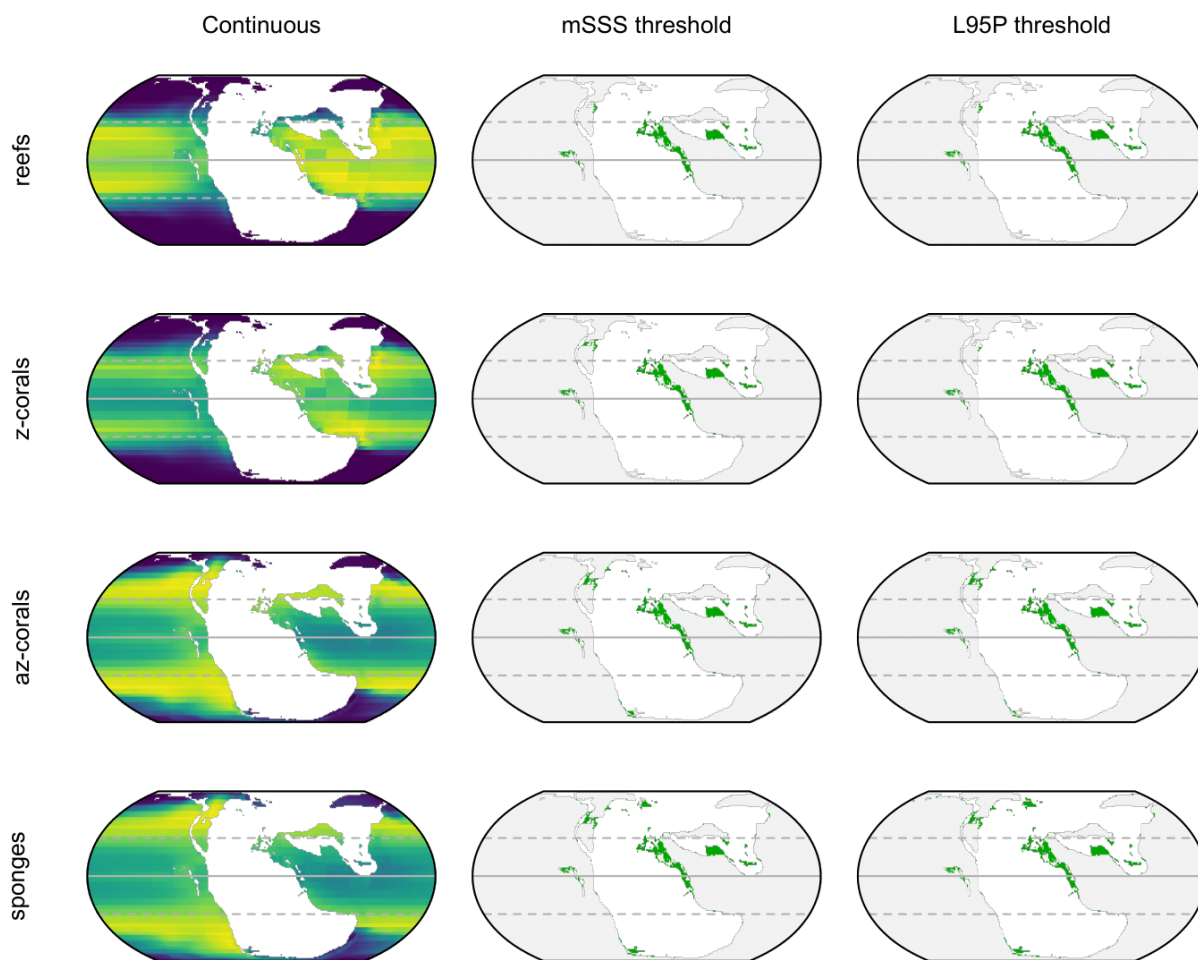 Continuous mSSS threshold L95P threshold
reefs
z-corals
az-corals
sponges